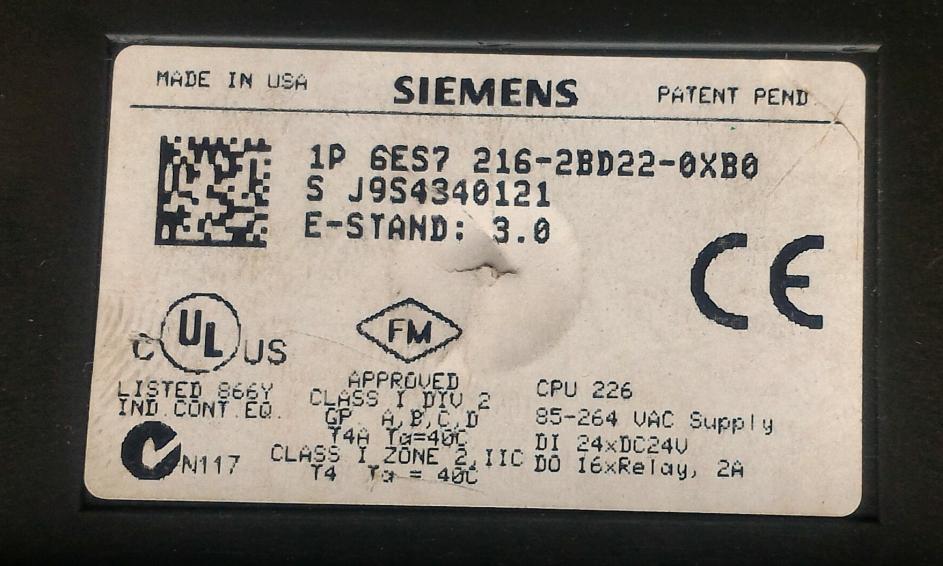 MADE IN USA SIEMENS PATENT PEND
1P 6ES7 216-2BD22-0XB0
S J9S4340121
E-STAND: 3.0
CE
C UL US
FM
LISTED 866Y
IND.CONT.EQ.
N117
APPROVED
CLASS I DIV 2
GP A,B,C,D
T4A Ta=40C
CLASS I ZONE 2,IIC
T4 Ta = 40C
CPU 226
85-264 VAC Supply
DI 24xDC24V
DO 16xRelay, 2A